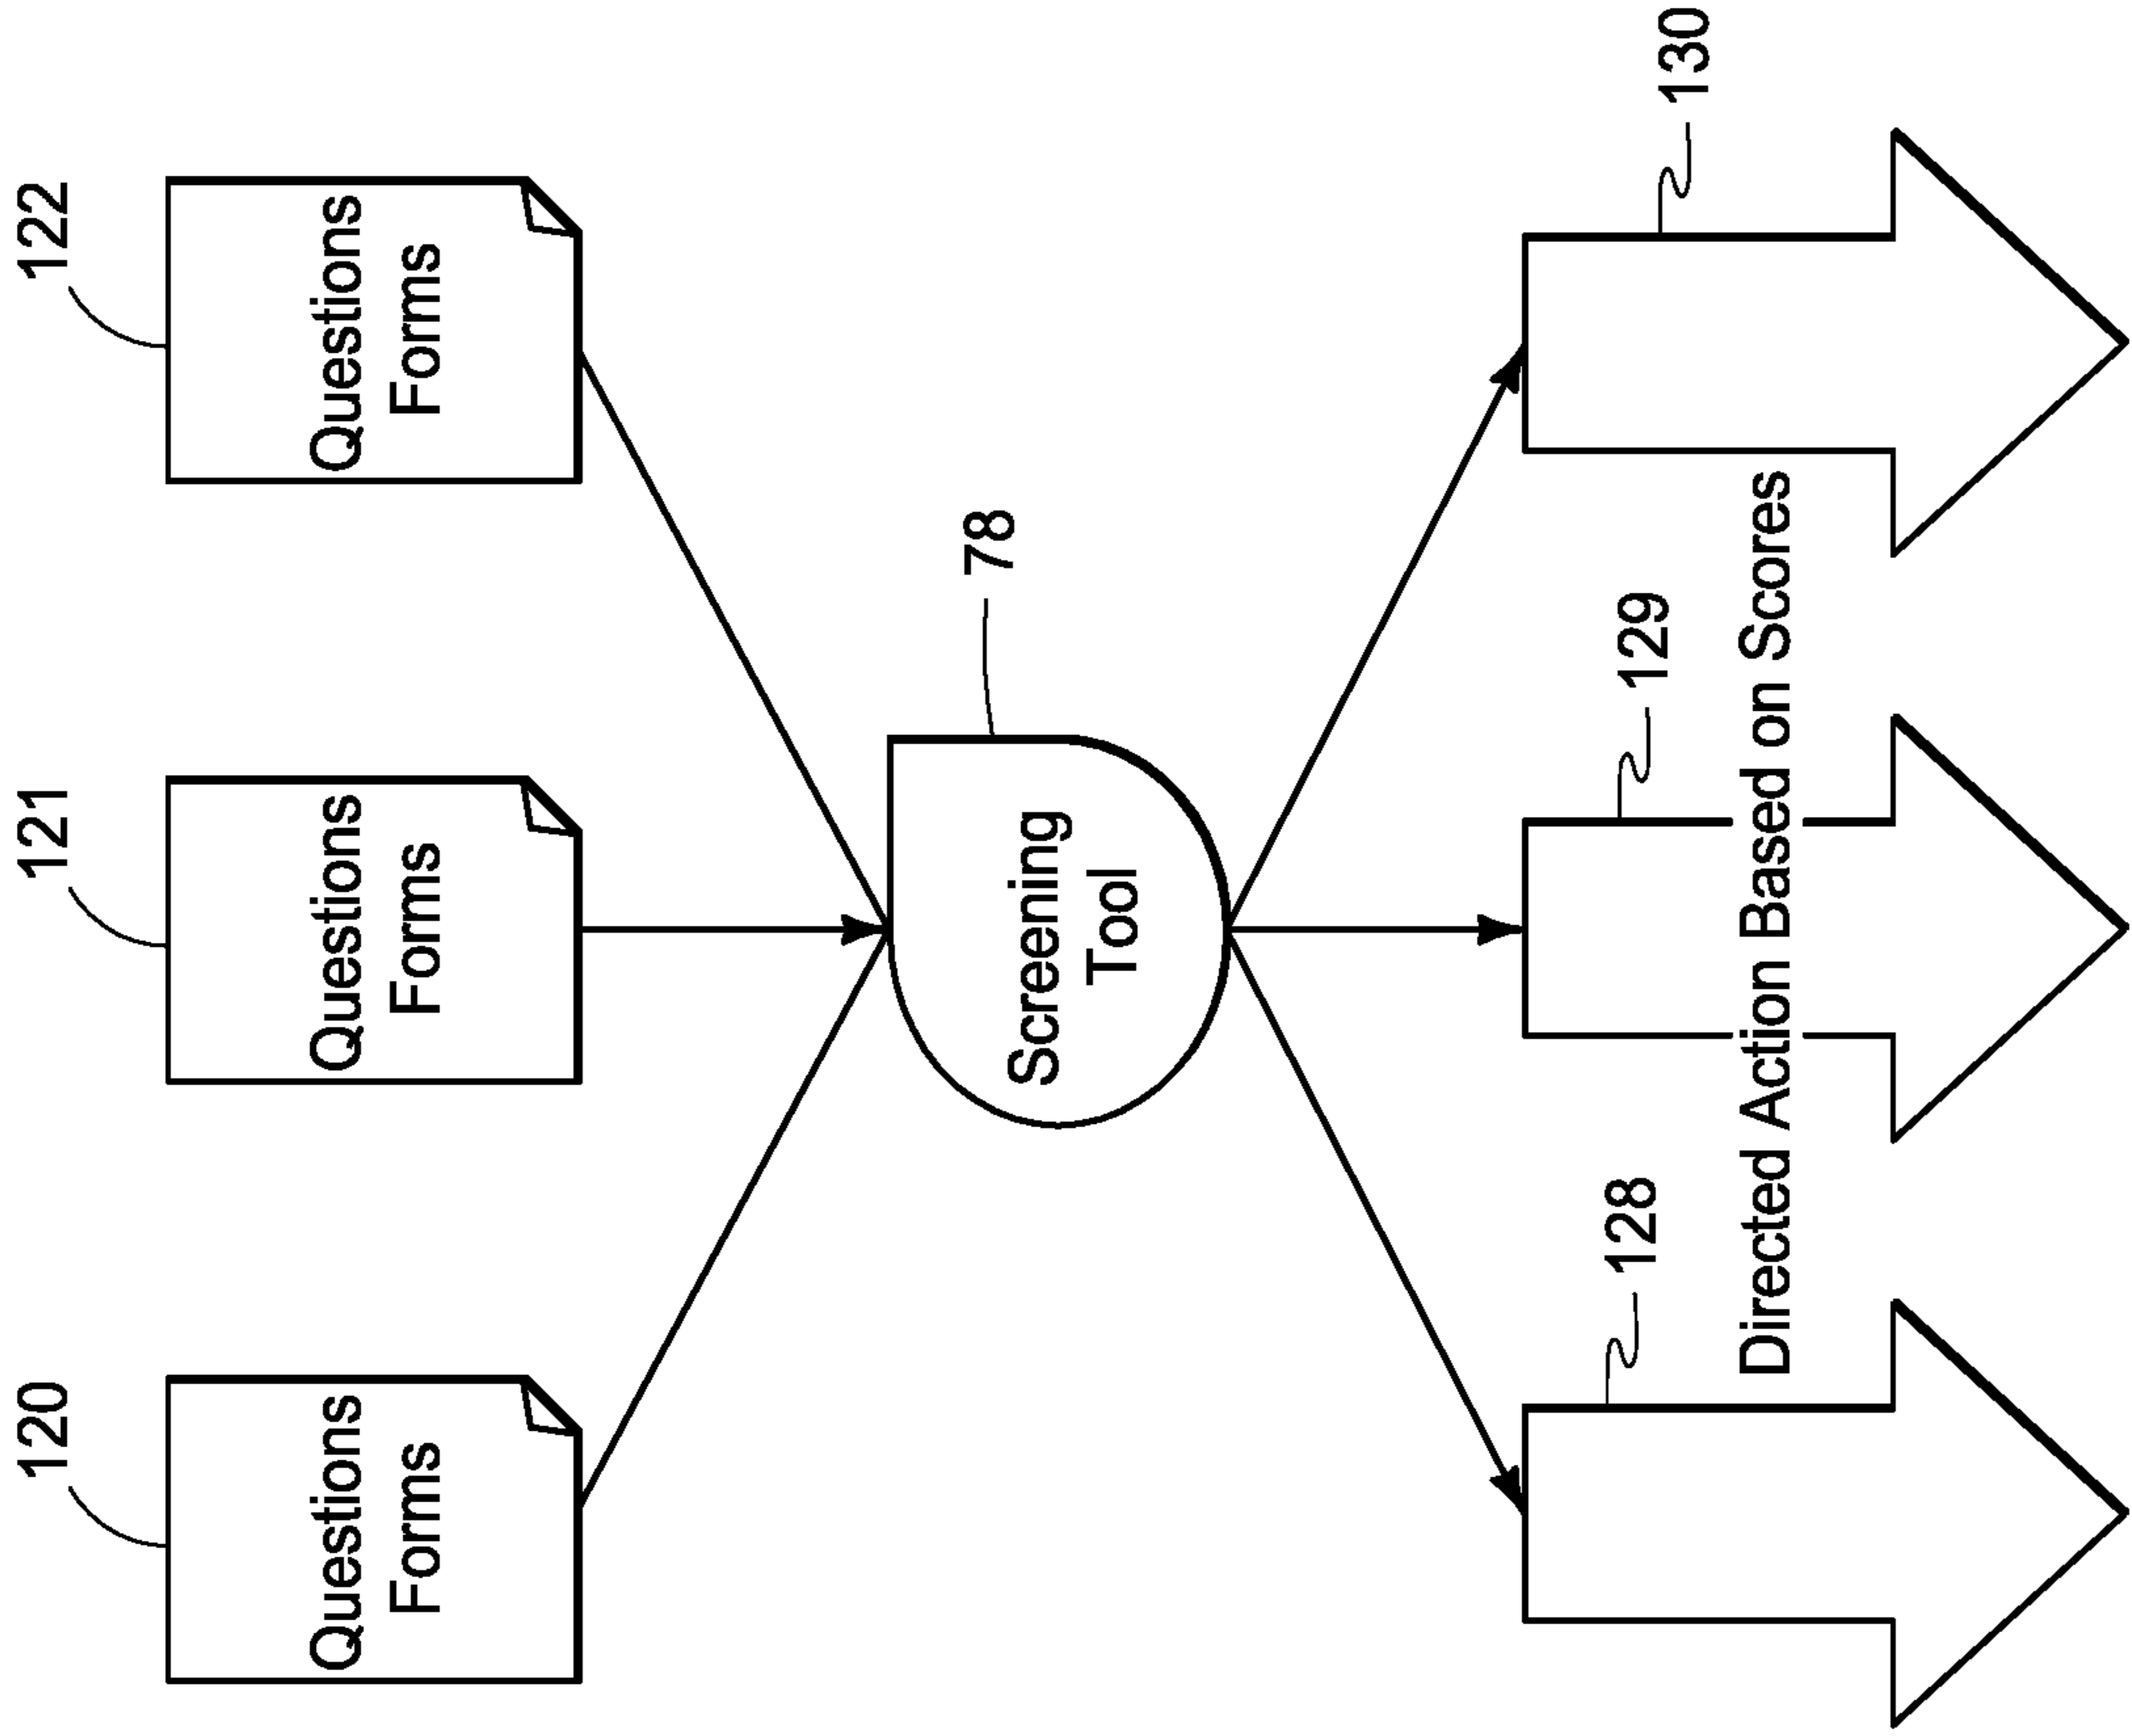 120
121
122
Questions
Forms
Questions
Forms
Questions
Forms
78
Screening
Tool
128
129
130
Directed Action Based on Scores